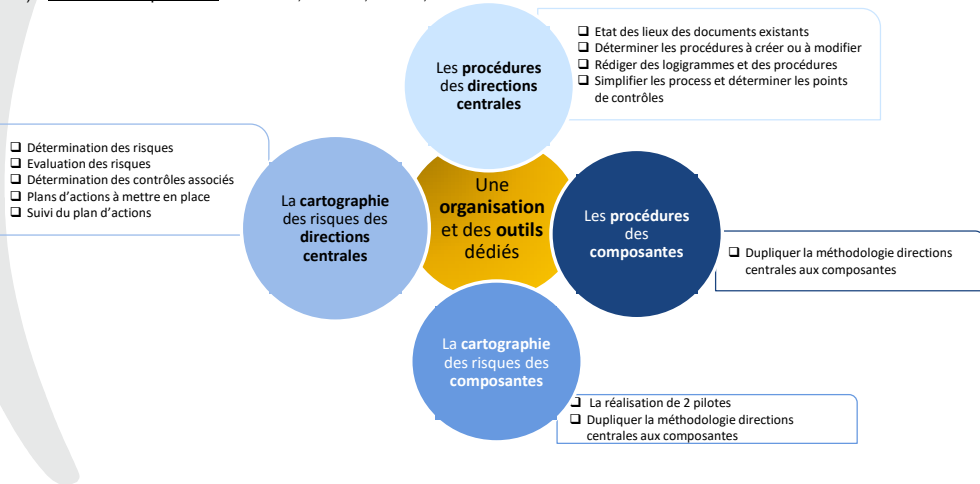 Les procédures
des directions
centrales
❑ Etat des lieux des documents existants
❑ Déterminer les procédures à créer ou à modifier
❑ Rédiger des logigrammes et des procédures
❑ Simplifier les process et déterminer les points
de contrôles
❑ Détermination des risques
❑ Evaluation des risques
❑ Détermination des contrôles associés
❑ Plans d’actions à mettre en place
❑ Suivi du plan d’actions
La cartographie
des risques des
directions
centrales
Une
organisation
et des outils
dédiés
Les procédures
des
composantes
❑ Dupliquer la méthodologie directions
centrales aux composantes
La cartographie
des risques des
composantes
❑ La réalisation de 2 pilotes
❑ Dupliquer la méthodologie directions
centrales aux composantes